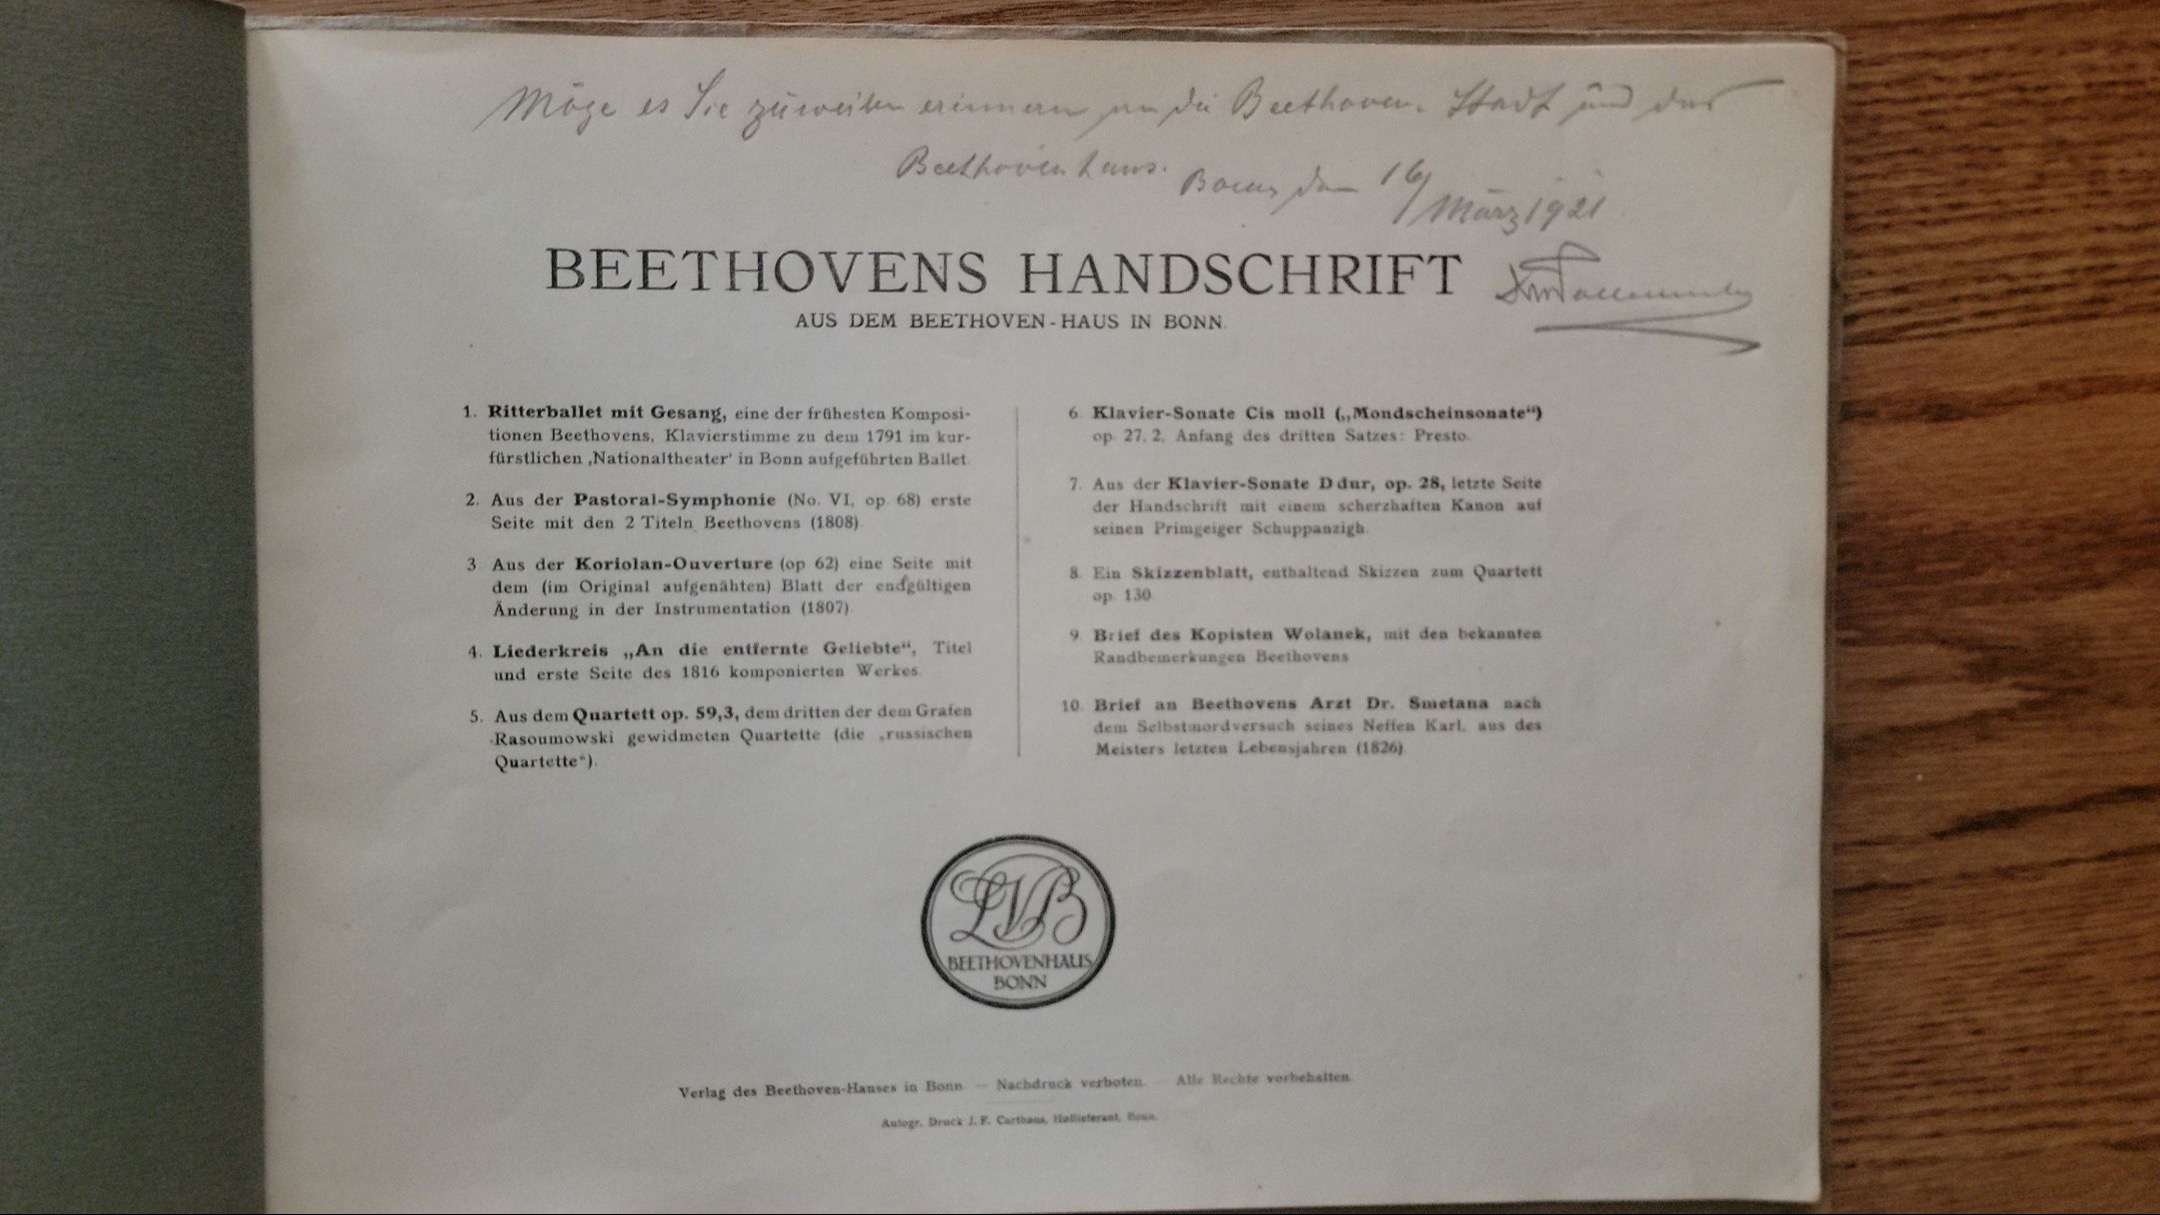 Möge es Sie zuweilen erinnern an die Beethoven-Stadt und das
Beethovenhaus. Bonn den 16/März 1921
BEETHOVENS HANDSCHRIFT
AUS DEM BEETHOVEN-HAUS IN BONN.
1. Ritterballet mit Gesang, eine der frühesten Komposi-
tionen Beethovens, Klavierstimme zu dem 1791 im kur-
fürstlichen ‚Nationaltheater' in Bonn aufgeführten Ballet.
2. Aus der Pastoral-Symphonie (No. VI, op. 68) erste
Seite mit den 2 Titeln Beethovens (1808).
3. Aus der Koriolan-Ouverture (op 62) eine Seite mit
dem (im Original aufgenähten) Blatt der endgültigen
Änderung in der Instrumentation (1807).
4. Liederkreis „An die entfernte Geliebte“, Titel
und erste Seite des 1816 komponierten Werkes.
5. Aus dem Quartett op. 59,3, dem dritten der dem Grafen
Rasoumowski gewidmeten Quartette (die „russischen
Quartette“).
6. Klavier-Sonate Cis moll („Mondscheinsonate“)
op. 27, 2, Anfang des dritten Satzes: Presto.
7. Aus der Klavier-Sonate D dur, op. 28, letzte Seite
der Handschrift mit einem scherzhaften Kanon auf
seinen Primgeiger Schuppanzigh.
8. Ein Skizzenblatt, enthaltend Skizzen zum Quartett
op. 130
9. Brief des Kopisten Wolanek, mit den bekannten
Randbemerkungen Beethovens
10. Brief an Beethovens Arzt Dr. Smetana nach
dem Selbstmordversuch seines Neffen Karl, aus des
Meisters letzten Lebensjahren (1826).
LVB
BEETHOVENHAUS
BONN
Verlag des Beethoven-Hauses in Bonn. — Nachdruck verboten. — Alle Rechte vorbehalten.
Autogr. Druck J. F. Carthaus, Hoflieferant, Bonn.